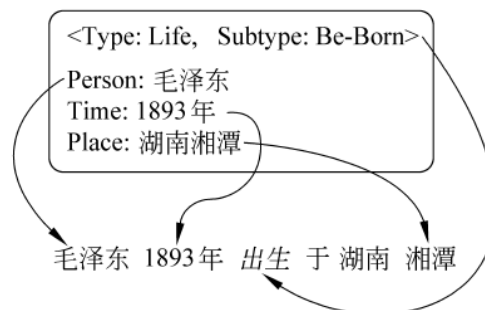 <Type: Life, Subtype: Be-Born>
Person: 毛泽东
Time: 1893年
Place: 湖南湘潭
毛泽东 1893年 出生 于 湖南 湘潭